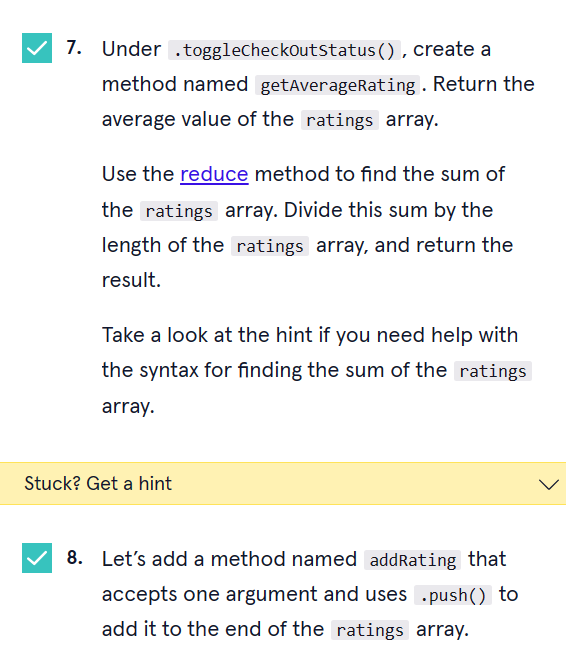 7. Under .toggleCheckOutStatus(), create a
method named getAverageRating. Return the
average value of the ratings array.
Use the reduce method to find the sum of
the ratings array. Divide this sum by the
length of the ratings array, and return the
result.
Take a look at the hint if you need help with
the syntax for finding the sum of the ratings
array.
Stuck? Get a hint
8. Let’s add a method named addRating that
accepts one argument and uses .push() to
add it to the end of the ratings array.